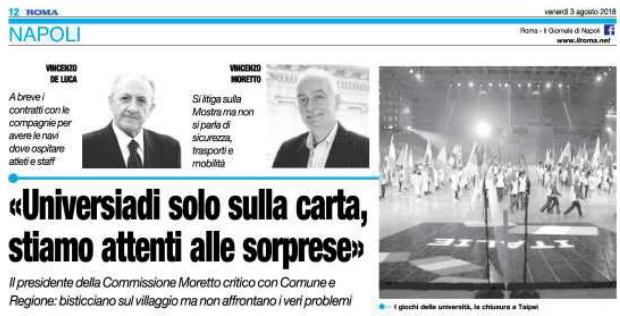 12 ROMA
venerdì 3 agosto 2018
NAPOLI
Roma - Il Giornale di Napoli
www.ilroma.net
VINCENZO
DE LUCA
A breve i
contratti con le
compagnie per
avere le navi
dove ospitare
atleti e staff
VINCENZO
MORETTO
Si litiga sulla
Mostra ma non
si parla di
sicurezza,
trasporti e
mobilità
«Universiadi solo sulla carta,
stiamo attenti alle sorprese»
Il presidente della Commissione Moretto critico con Comune e
Regione: bisticciano sul villaggio ma non affrontano i veri problemi
ITALIE
I giochi delle università, la chiusura a Taipei